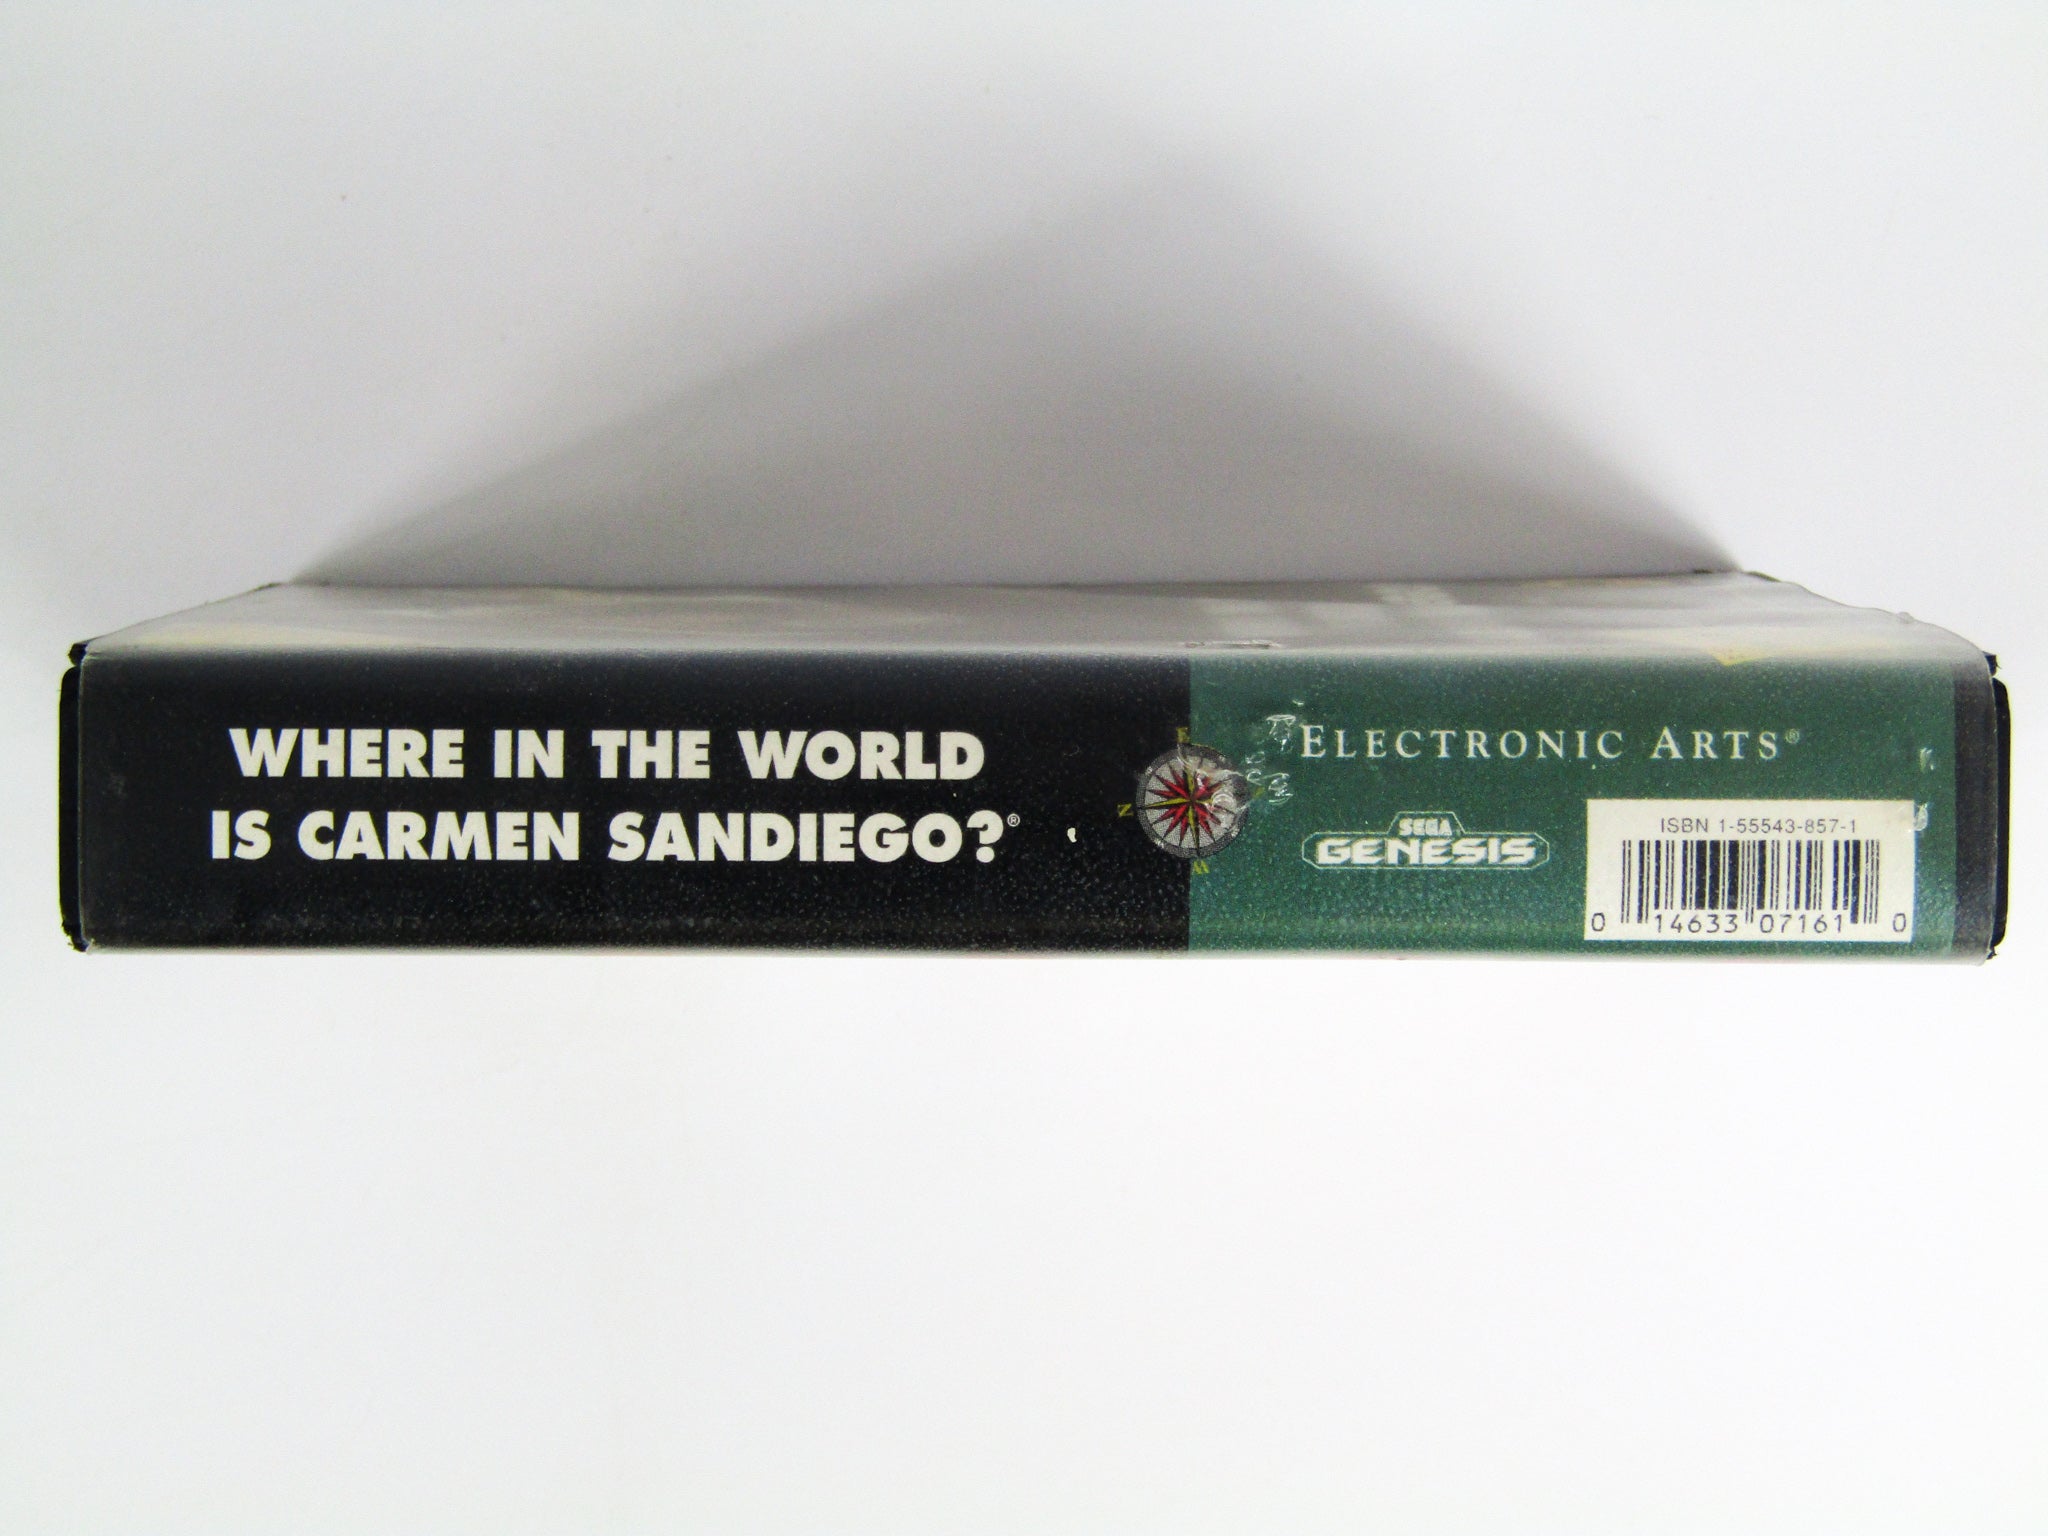 WHERE IN THE WORLD
IS CARMEN SANDIEGO?®
E
N
W
ELECTRONIC ARTS®
SEGA
GENESIS
ISBN 1-55543-857-1
0 14633 07161 0